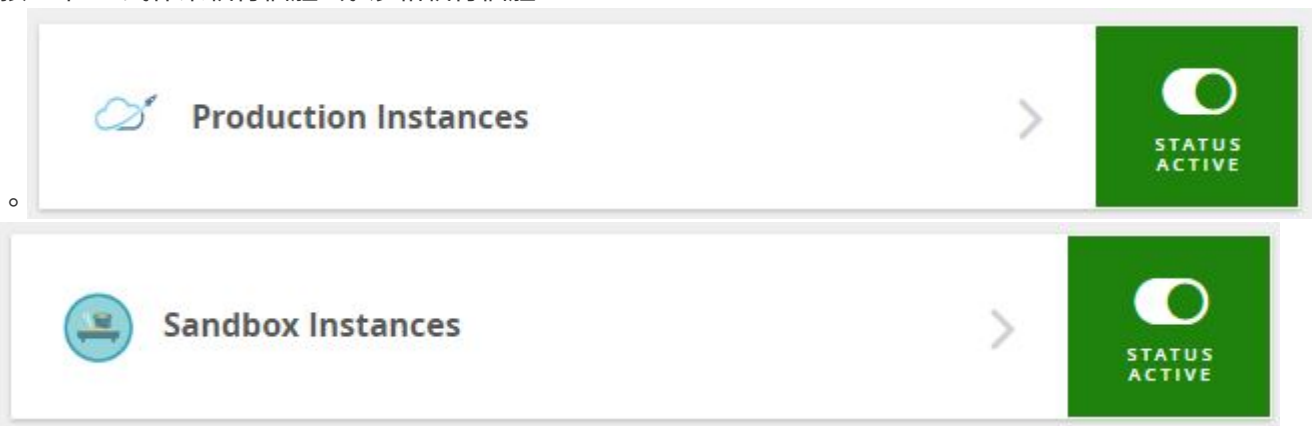 Production Instances
STATUS
ACTIVE
。
Sandbox Instances
STATUS
ACTIVE